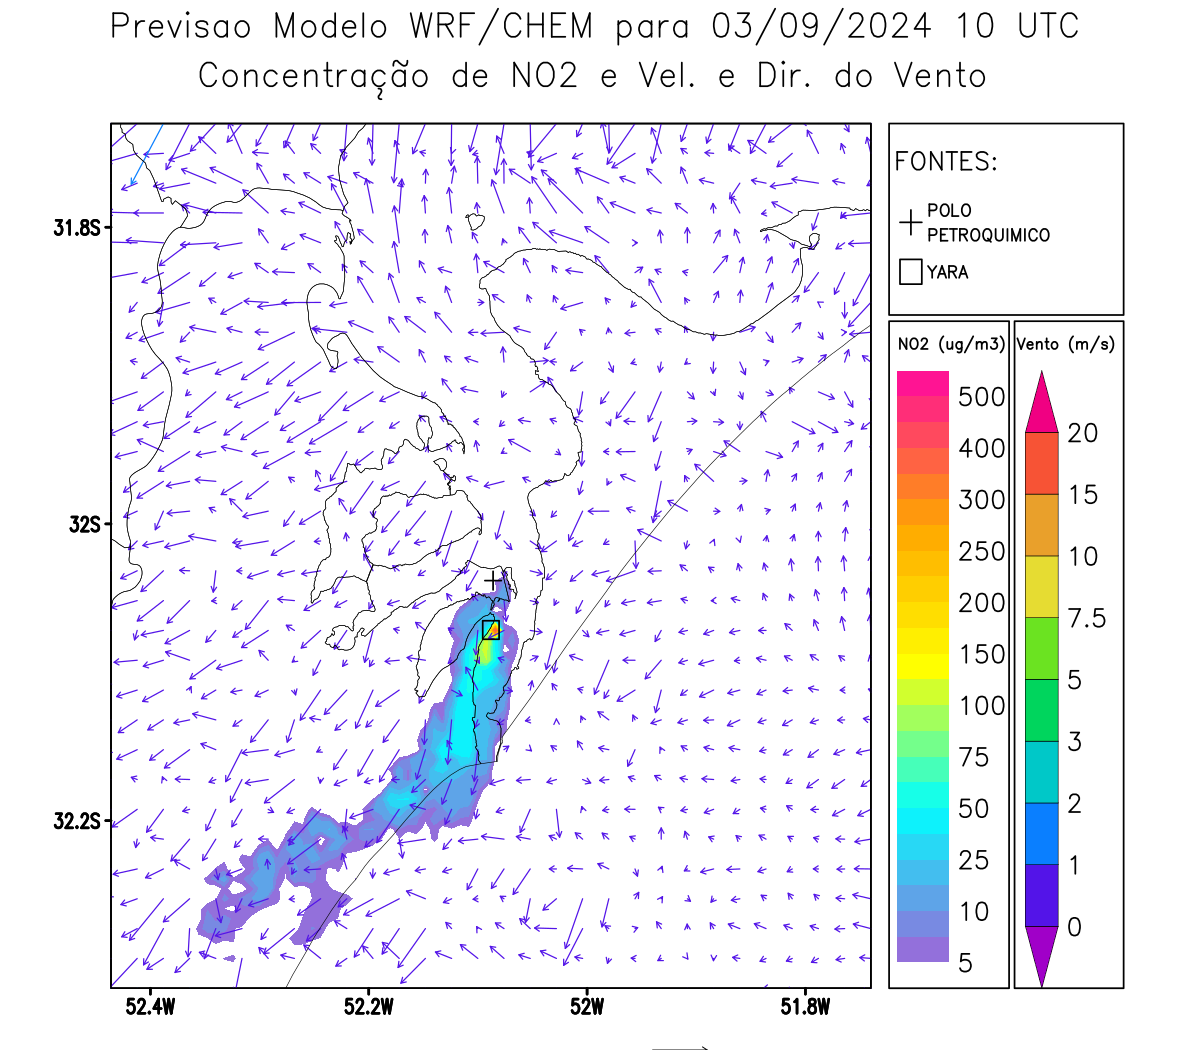 Previsao Modelo WRF/CHEM para 03/09/2024 10 UTC
Concentração de NO2 e Vel. e Dir. do Vento
FONTES:
POLO
PETROQUIMICO
YARA
NO2 (ug/m3)
500
400
300
250
200
150
100
75
50
25
10
5
Vento (m/s)
20
15
10
7.5
5
3
2
1
0
31.8S
32S
32.2S
52.4W 52.2W 52W 51.8W